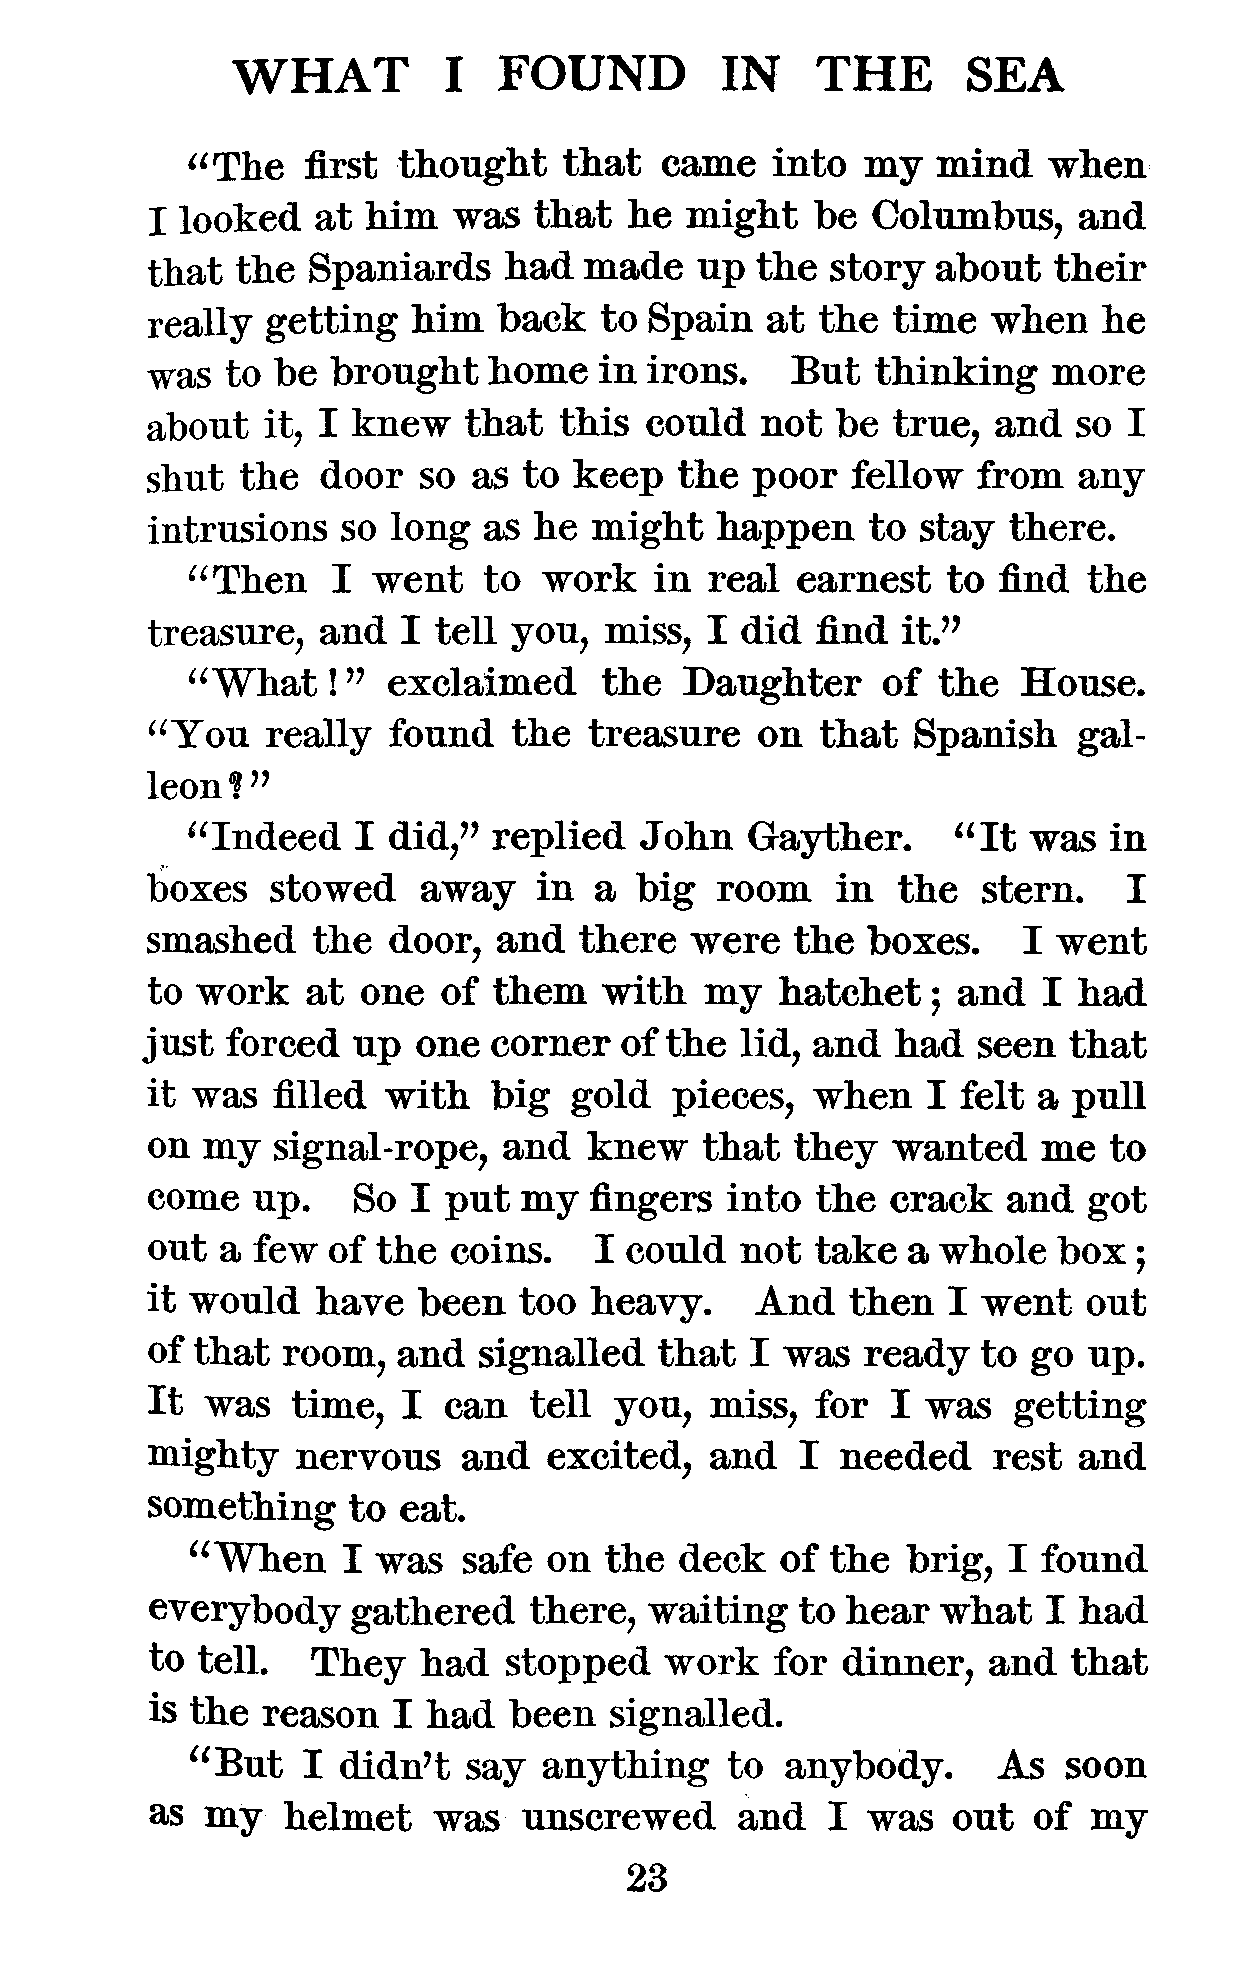 WHAT I FOUND IN THE SEA
"The first thought that came into my mind when
I looked at him was that he might be Columbus, and
that the Spaniards had made up the story about their
really getting him back to Spain at the time when he
was to be brought home in irons. But thinking more
about it, I knew that this could not be true, and so I
shut the door so as to keep the poor fellow from any
intrusions so long as he might happen to stay there.
"Then I went to work in real earnest to find the
treasure, and I tell you, miss, I did find it."
"What!" exclaimed the Daughter of the House.
"You really found the treasure on that Spanish gal-
leon?"
"Indeed I did," replied John Gayther. "It was in
boxes stowed away in a big room in the stern. I
smashed the door, and there were the boxes. I went
to work at one of them with my hatchet; and I had
just forced up one corner of the lid, and had seen that
it was filled with big gold pieces, when I felt a pull
on my signal-rope, and knew that they wanted me to
come up. So I put my fingers into the crack and got
out a few of the coins. I could not take a whole box;
it would have been too heavy. And then I went out
of that room, and signalled that I was ready to go up.
It was time, I can tell you, miss, for I was getting
mighty nervous and excited, and I needed rest and
something to eat.
"When I was safe on the deck of the brig, I found
everybody gathered there, waiting to hear what I had
to tell. They had stopped work for dinner, and that
is the reason I had been signalled.
"But I didn't say anything to anybody. As soon
as my helmet was unscrewed and I was out of my
23